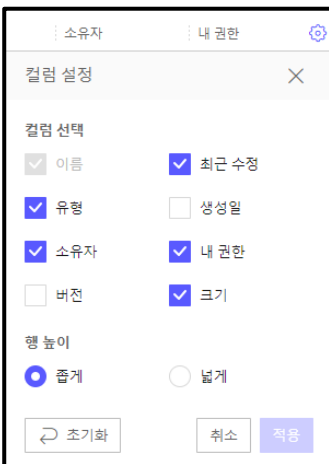 소유자 내 권한
컬럼 설정
컬럼 선택
이름 최근 수정
유형 생성일
소유자 내 권한
버전 크기
행 높이
좁게 넓게
초기화 취소 적용